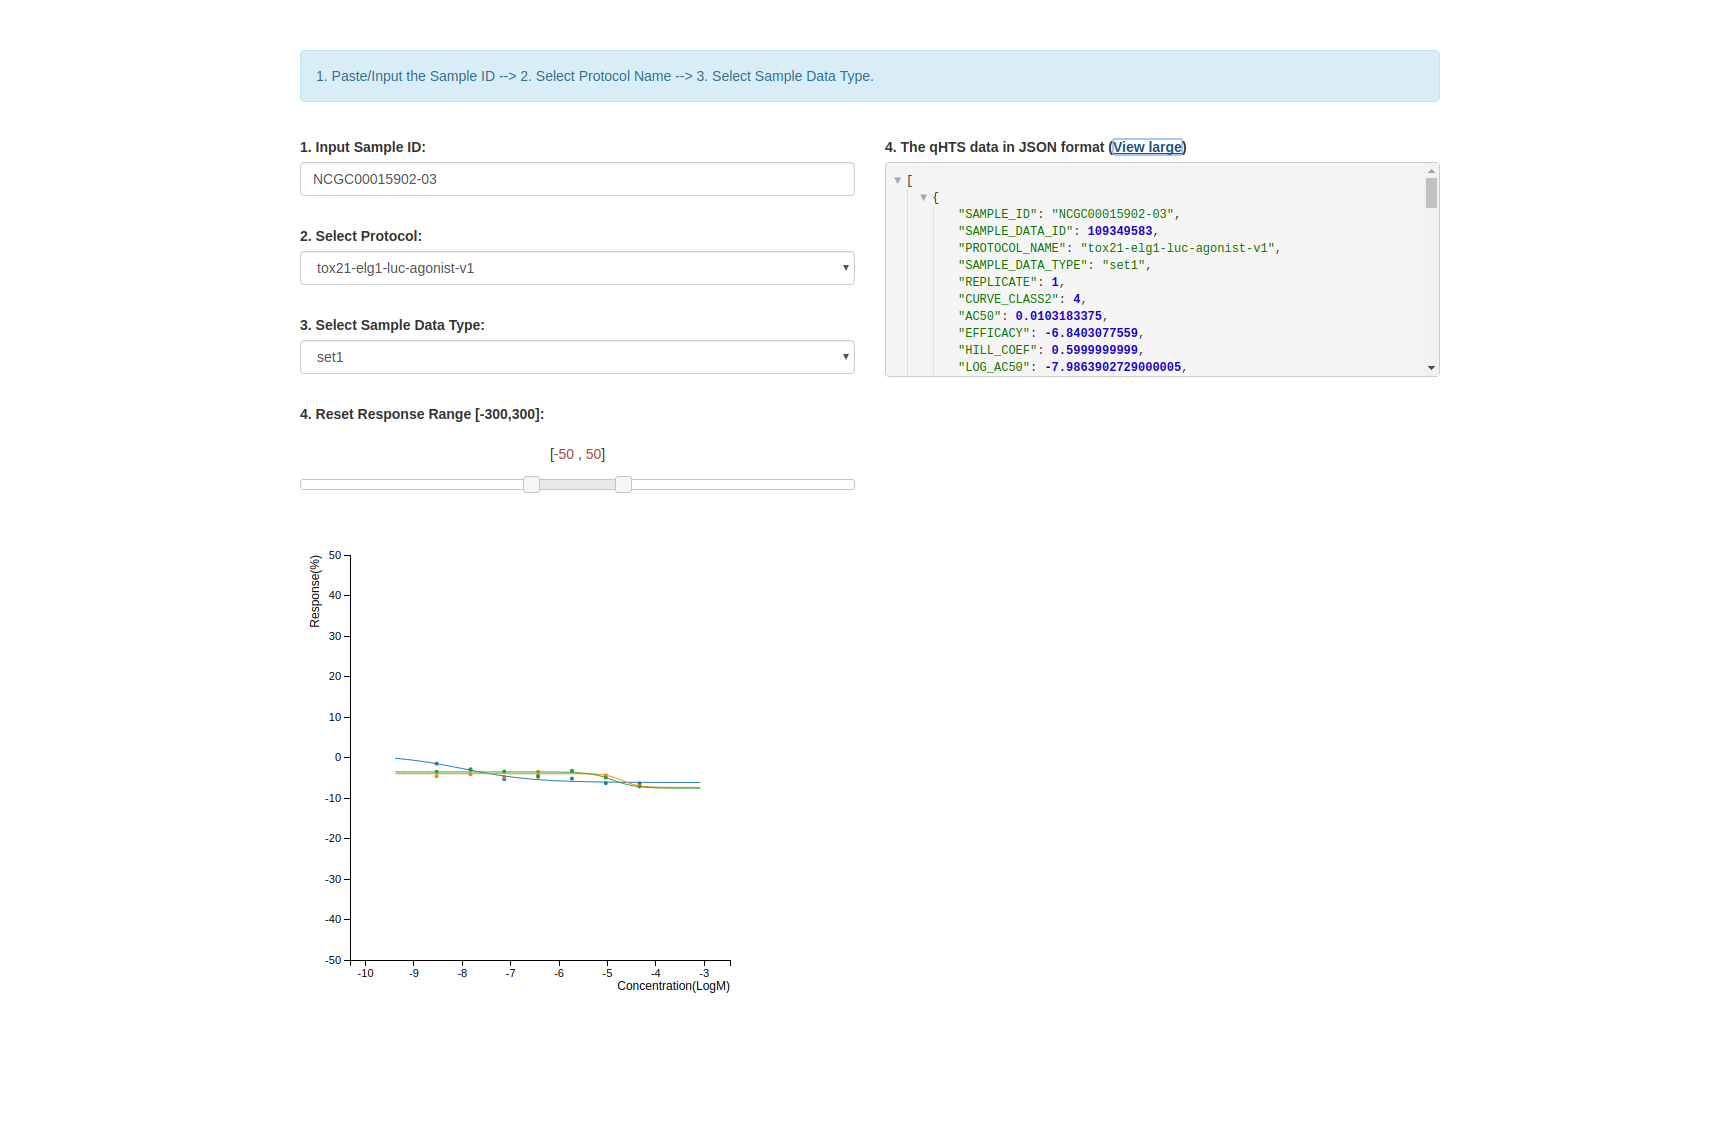 1. Paste/Input the Sample ID --> 2. Select Protocol Name --> 3. Select Sample Data Type.
1. Input Sample ID:
NCGC00015902-03
2. Select Protocol:
tox21-elg1-luc-agonist-v1
3. Select Sample Data Type:
set1
4. Reset Response Range [-300,300]:
[-50 , 50]
4. The qHTS data in JSON format (View large)
[
{
"SAMPLE_ID": "NCGC00015902-03",
"SAMPLE_DATA_ID": 109349583,
"PROTOCOL_NAME": "tox21-elg1-luc-agonist-v1",
"SAMPLE_DATA_TYPE": "set1",
"REPLICATE": 1,
"CURVE_CLASS2": 4,
"AC50": 0.0103183375,
"EFFICACY": -6.8403077559,
"HILL_COEF": 0.5999999999,
"LOG_AC50": -7.9863902729000005,
Response(%)
50
40
30
20
10
0
-10
-20
-30
-40
-50
-10 -9 -8 -7 -6 -5 -4 -3
Concentration(LogM)